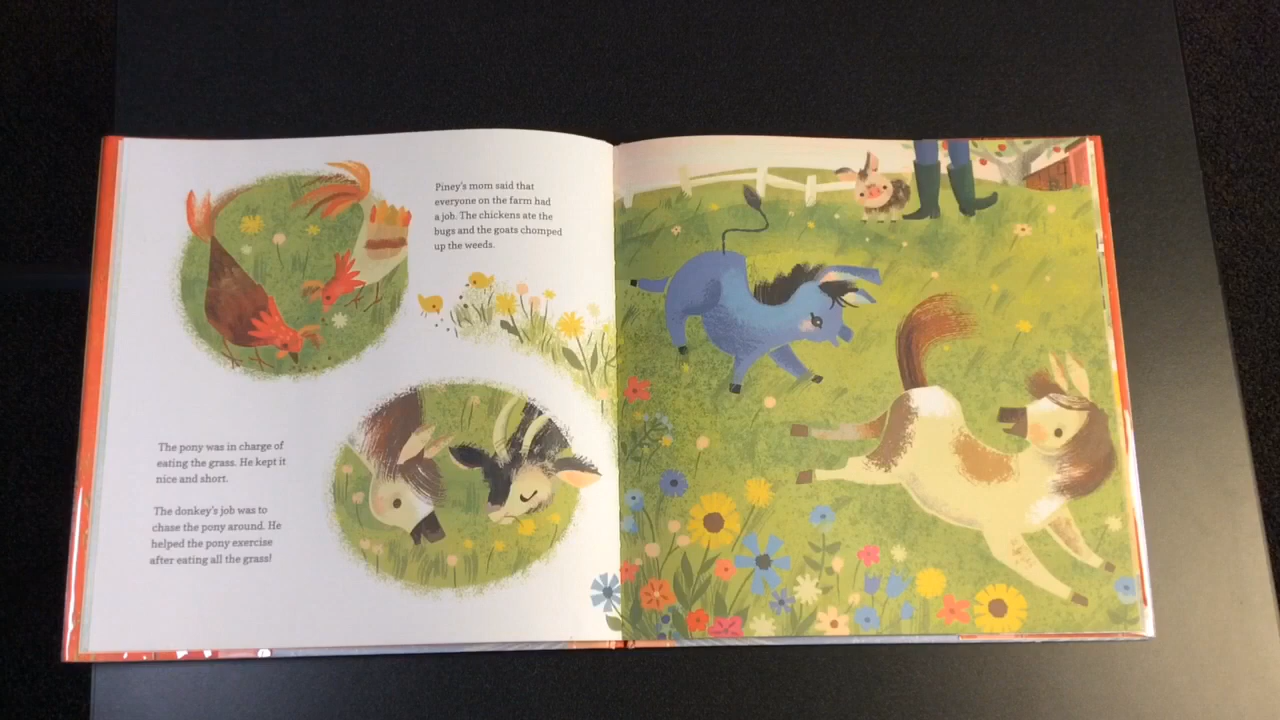 Piney's mom said that
everyone on the farm had
a job. The chickens ate the
bugs and the goats chomped
up the weeds.
The pony was in charge of
eating the grass. He kept it
nice and short.
The donkey's job was to
chase the pony around. He
helped the pony exercise
after eating all the grass!